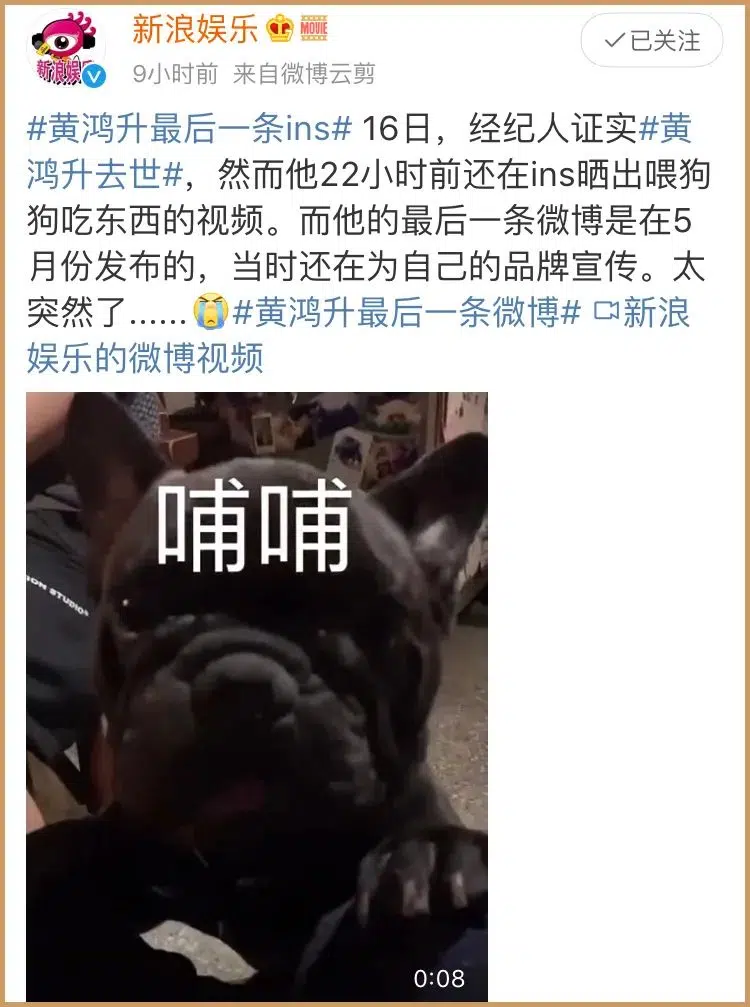 新浪娱乐
MOVIE
新浪娱乐
9小时前 来自微博云剪
已关注
#黄鸿升最后一条ins# 16日，经纪人证实#黄
鸿升去世#，然而他22小时前还在ins晒出喂狗
狗吃东西的视频。而他的最后一条微博是在5
月份发布的，当时还在为自己的品牌宣传。太
突然了......😭#黄鸿升最后一条微博# 新浪
娱乐的微博视频
哺哺
ION STUDIOS
0:08